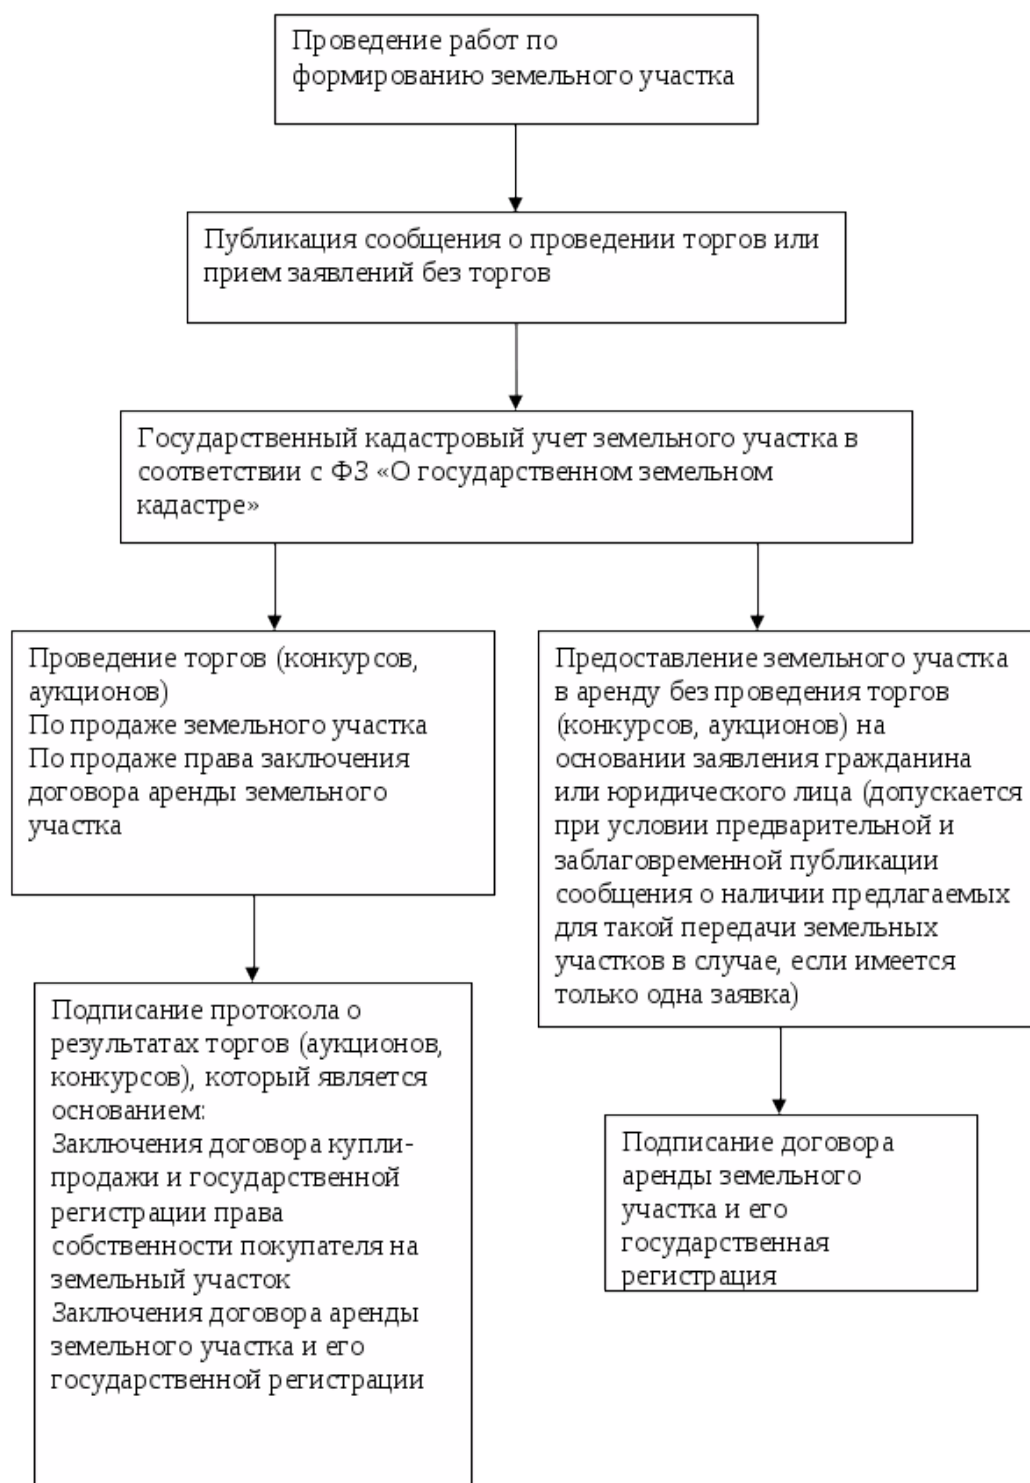 Проведение работ по
формированию земельного участка
Публикация сообщения о проведении торгов или
прием заявлений без торгов
Государственный кадастровый учет земельного участка в
соответствии с ФЗ «О государственном земельном
кадастре»
Проведение торгов (конкурсов,
аукционов)
По продаже земельного участка
По продаже права заключения
договора аренды земельного
участка
Предоставление земельного участка
в аренду без проведения торгов
(конкурсов, аукционов) на
основании заявления гражданина
или юридического лица (допускается
при условии предварительной и
заблаговременной публикации
сообщения о наличии предлагаемых
для такой передачи земельных
участков в случае, если имеется
только одна заявка)
Подписание протокола о
результатах торгов (аукционов,
конкурсов), который является
основанием:
Заключения договора купли-
продажи и государственной
регистрации права
собственности покупателя на
земельный участок
Заключения договора аренды
земельного участка и его
государственной регистрации
Подписание договора
аренды земельного
участка и его
государственная
регистрация